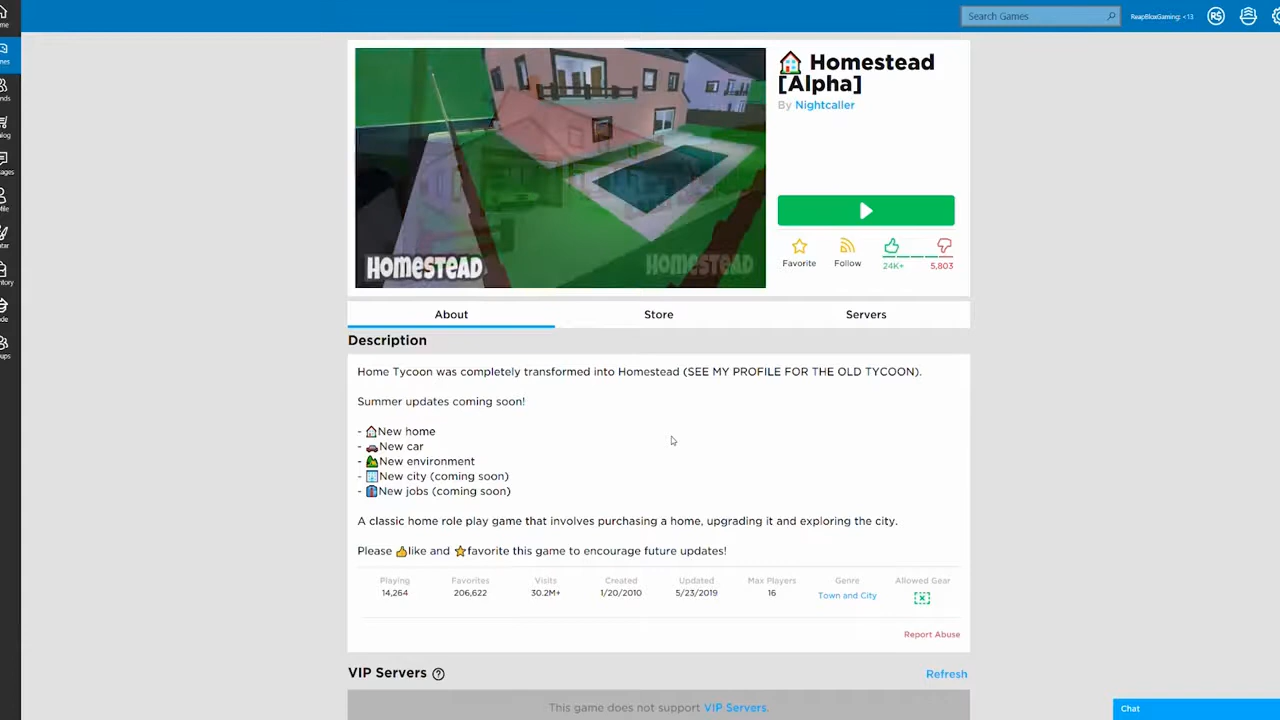 Search Games
ReapBloxGaming: <13
R$
Homestead
[Alpha]
By Nightcaller
HOMESTEAD
HOMESTEAD
Favorite
Follow
24K+
5,803
About
Store
Servers
Description
Home Tycoon was completely transformed into Homestead (SEE MY PROFILE FOR THE OLD TYCOON).
Summer updates coming soon!
- New home
- New car
- New environment
- New city (coming soon)
- New jobs (coming soon)
A classic home role play game that involves purchasing a home, upgrading it and exploring the city.
Please 👍like and ⭐favorite this game to encourage future updates!
Playing
Favorites
Visits
Created
Updated
Max Players
Genre
Allowed Gear
14,264
206,622
30.2M+
1/20/2010
5/23/2019
16
Town and City
Report Abuse
VIP Servers
Refresh
This game does not support VIP Servers.
Chat